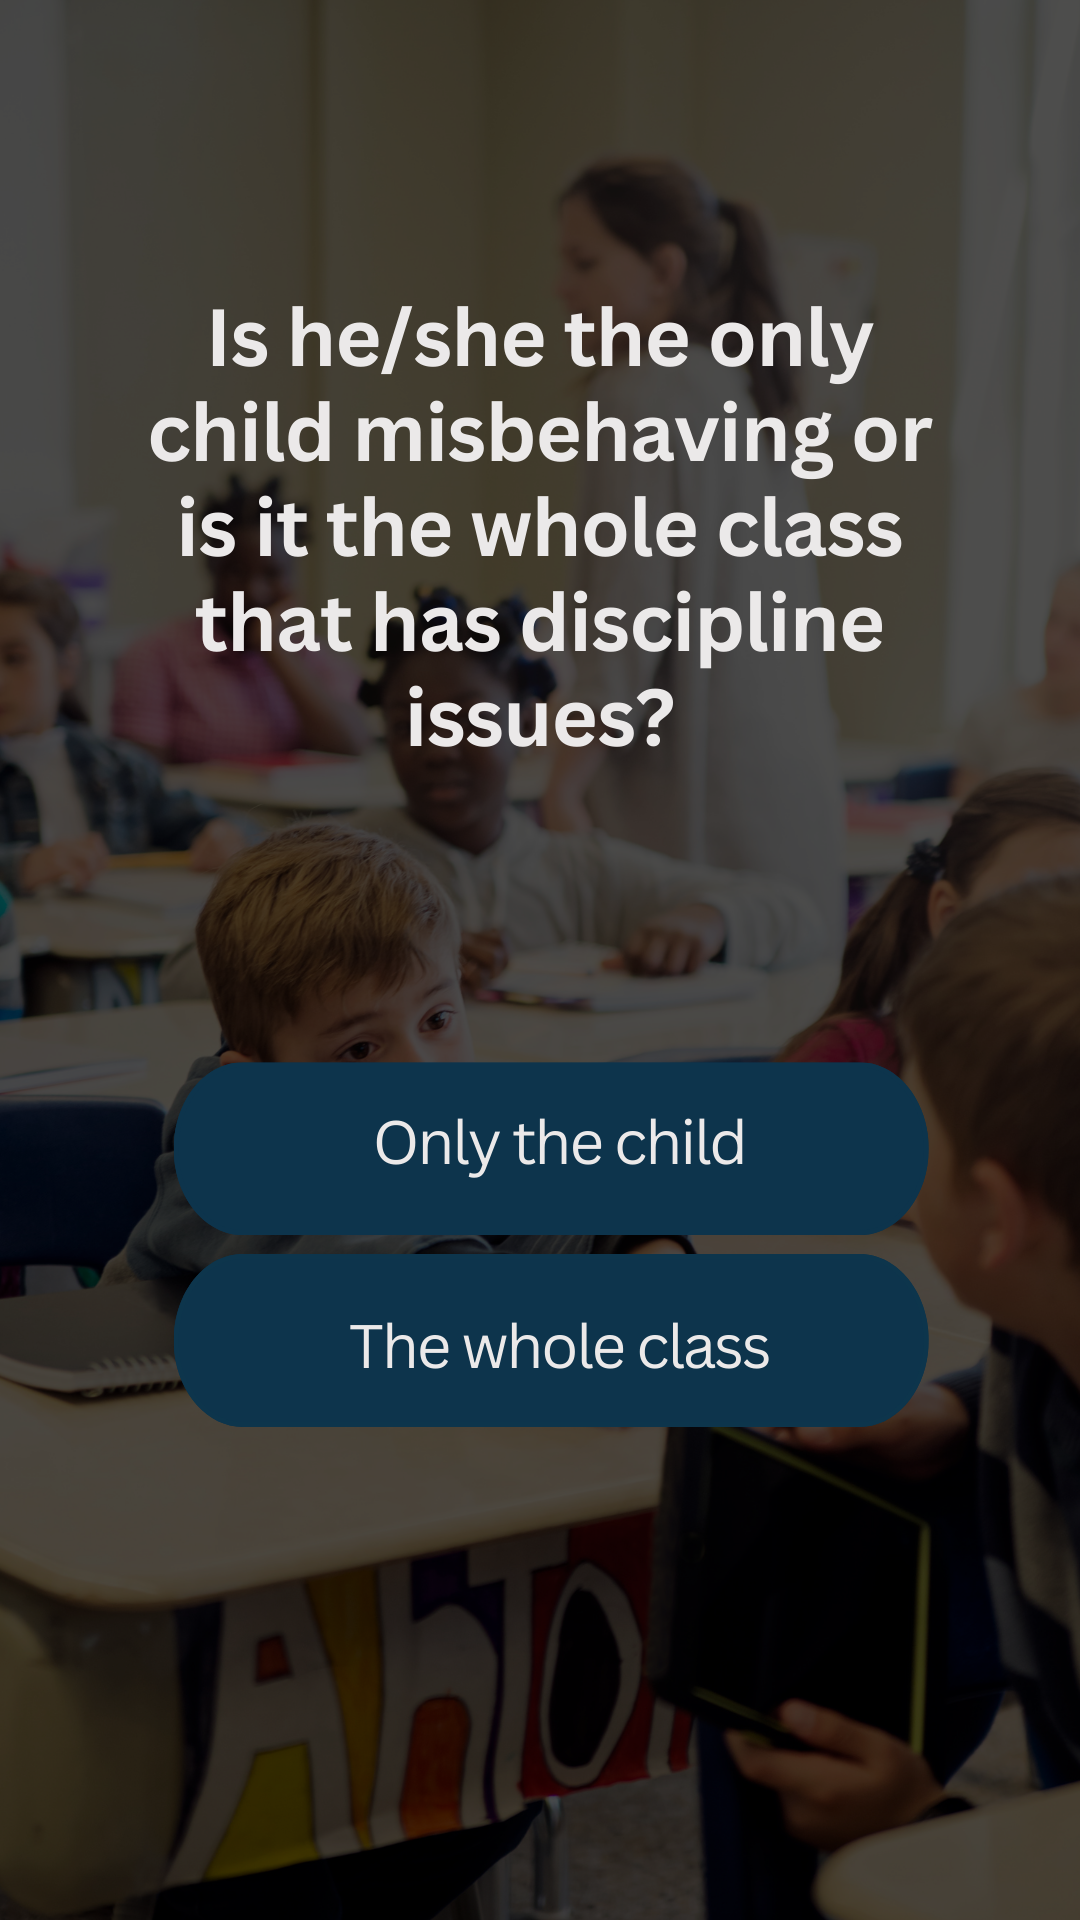 Is he/she the only
child misbehaving or
is it the whole class
that has discipline
issues?
Only the child
The whole class
AhTO